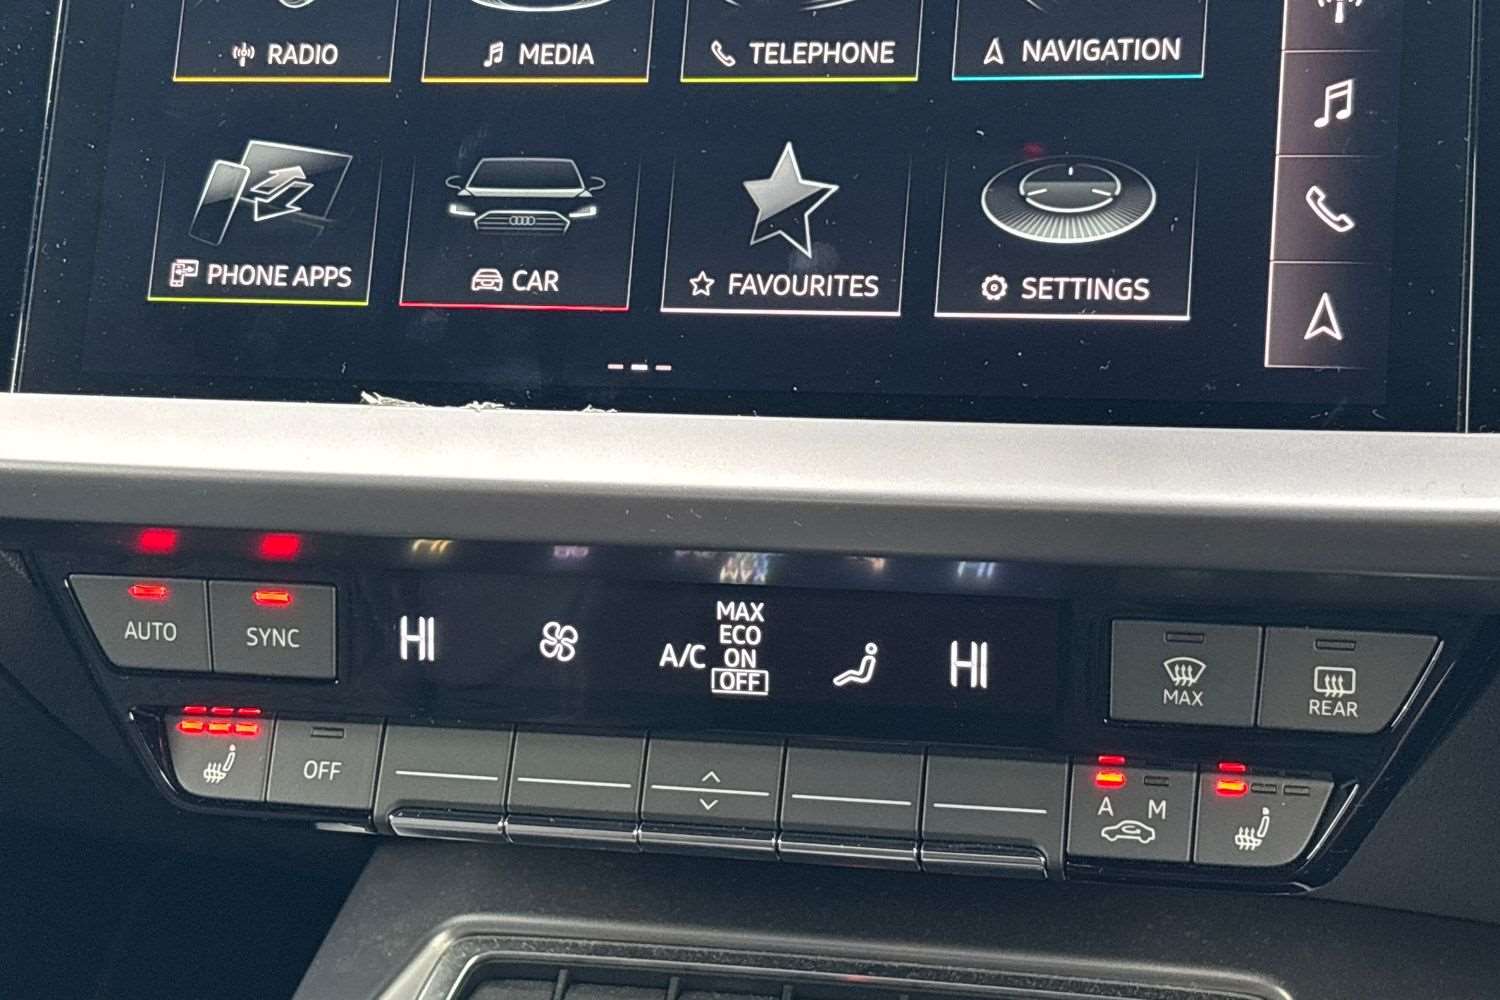 RADIO MEDIA TELEPHONE NAVIGATION
PHONE APPS CAR FAVOURITES SETTINGS
AUTO SYNC
HI
A/C
MAX
ECO
ON
OFF
HI
MAX
REAR
OFF
A M